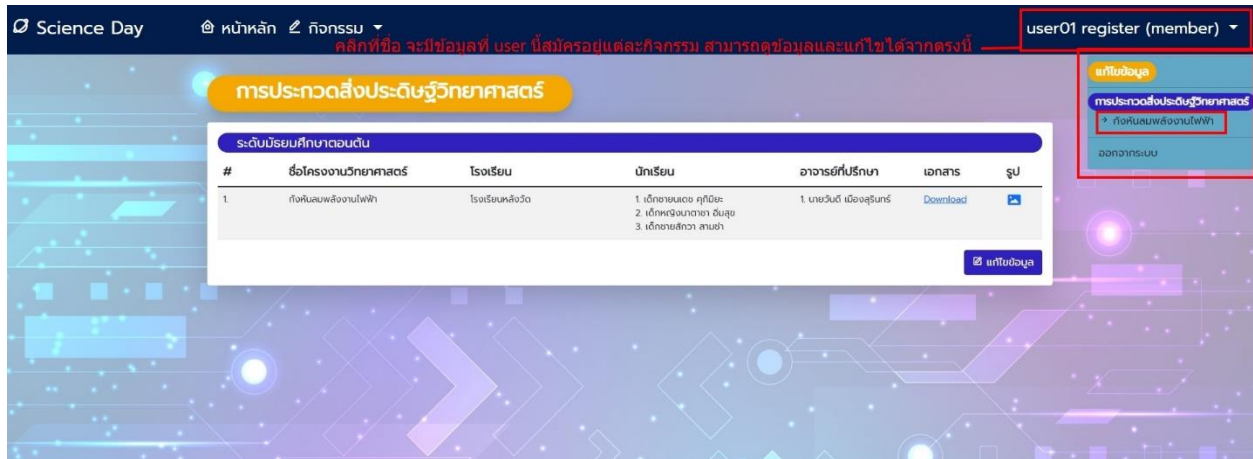 Science Day หน้าหลัก กิจกรรม user01 register (member)
คลิกที่ชื่อ จะมีข้อมูลที่ user นี้สมัครอยู่แต่ละกิจกรรม สามารถดูข้อมูลและแก้ไขได้จากตรงนี้
แก้ไขข้อมูล
การประกวดสิ่งประดิษฐ์วิทยาศาสตร์
→ กังหันลมพลังงานไฟฟ้า
ออกจากระบบ
การประกวดสิ่งประดิษฐ์วิทยาศาสตร์
ระดับมัธยมศึกษาตอนต้น
# ชื่อโครงงานวิทยาศาสตร์ โรงเรียน นักเรียน อาจารย์ที่ปรึกษา เอกสาร รูป
1. กังหันลมพลังงานไฟฟ้า โรงเรียนหลังวัด 1. เด็กชายนเดช คุกิมิยะ 1. นายวันดี เมืองสุรินทร์ Download
2. เด็กหญิงนาตาชา อิ่มสุข
3. เด็กชายสักวา สามช่า
แก้ไขข้อมูล